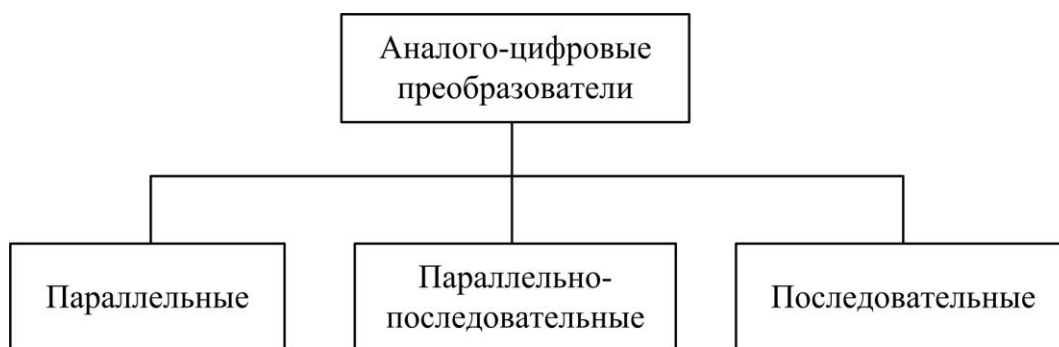 Аналого-цифровые
преобразователи
Параллельные
Параллельно-
последовательные
Последовательные